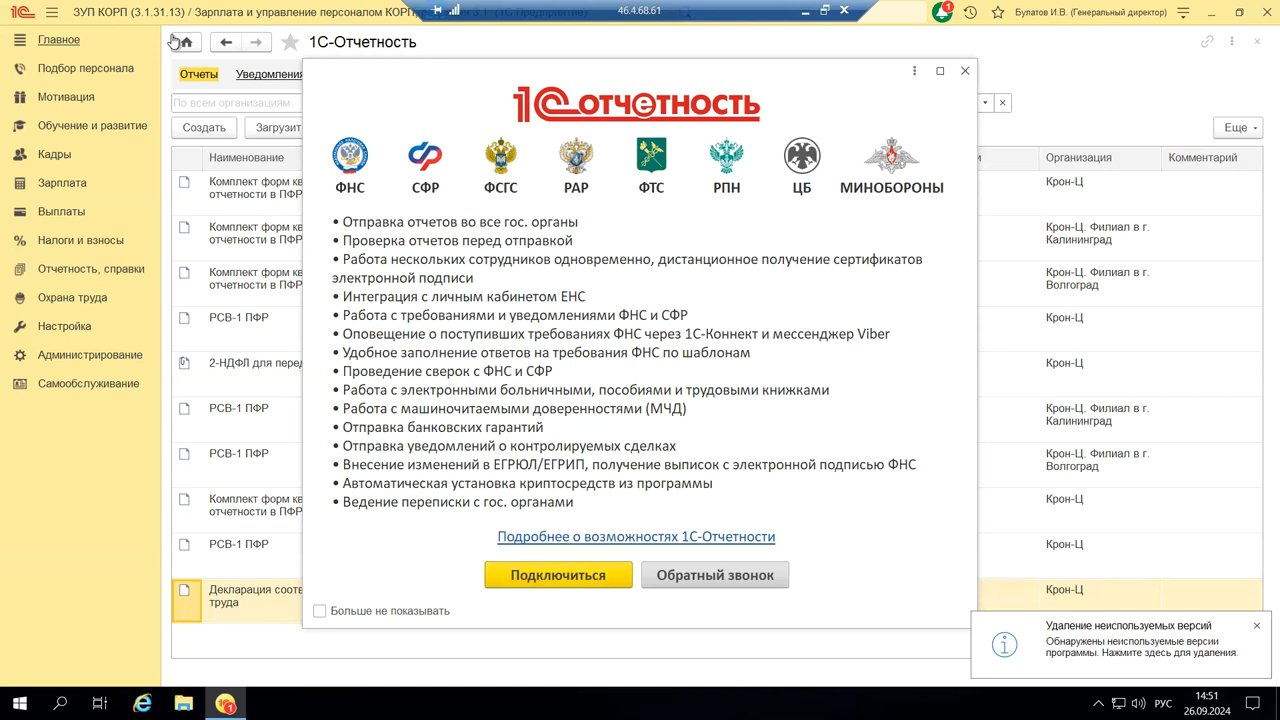 ЗУП КОРП (3.1.31.13) / Зарплата и управление персоналом КОРП
46.4.68.61
1
Булатов И.В. (Генеральный директор)
Главное
Подбор персонала
Мотивация
Обучение и развитие
Кадры
Зарплата
Выплаты
Налоги и взносы
Отчетность, справки
Охрана труда
Настройка
Администрирование
Самообслуживание
1С-Отчетность
Отчеты
Уведомления
По всем организациям
Создать
Загрузит
Еще
Наименование
Организация
Комментарий
Комплект форм кв
отчетности в ПФР
Крон-Ц
Комплект форм кв
отчетности в ПФР
Крон-Ц. Филиал в г.
Калининград
Комплект форм кв
отчетности в ПФР
Крон-Ц. Филиал в г.
Волгоград
РСВ-1 ПФР
Крон-Ц
2-НДФЛ для перед
Крон-Ц
РСВ-1 ПФР
Крон-Ц. Филиал в г.
Калининград
РСВ-1 ПФР
Крон-Ц. Филиал в г.
Волгоград
Комплект форм кв
отчетности в ПФР
Крон-Ц
РСВ-1 ПФР
Крон-Ц
Декларация соотв
труда
Крон-Ц
1С отчетность
ФНС
СФР
ФСГС
РАР
ФТС
РПН
ЦБ
МИНОБОРОНЫ
• Отправка отчетов во все гос. органы
• Проверка отчетов перед отправкой
• Работа нескольких сотрудников одновременно, дистанционное получение сертификатов
электронной подписи
• Интеграция с личным кабинетом ЕНС
• Работа с требованиями и уведомлениями ФНС и СФР
• Оповещение о поступивших требованиях ФНС через 1С-Коннект и мессенджер Viber
• Удобное заполнение ответов на требования ФНС по шаблонам
• Проведение сверок с ФНС и СФР
• Работа с электронными больничными, пособиями и трудовыми книжками
• Работа с машиночитаемыми доверенностями (МЧД)
• Отправка банковских гарантий
• Отправка уведомлений о контролируемых сделках
• Внесение изменений в ЕГРЮЛ/ЕГРИП, получение выписок с электронной подписью ФНС
• Автоматическая установка криптосредств из программы
• Ведение переписки с гос. органами
Подробнее о возможностях 1С-Отчетности
Подключиться
Обратный звонок
Больше не показывать
Удаление неиспользуемых версий
Обнаружены неиспользуемые версии
программы. Нажмите здесь для удаления.
РУС
14:51
26.09.2024